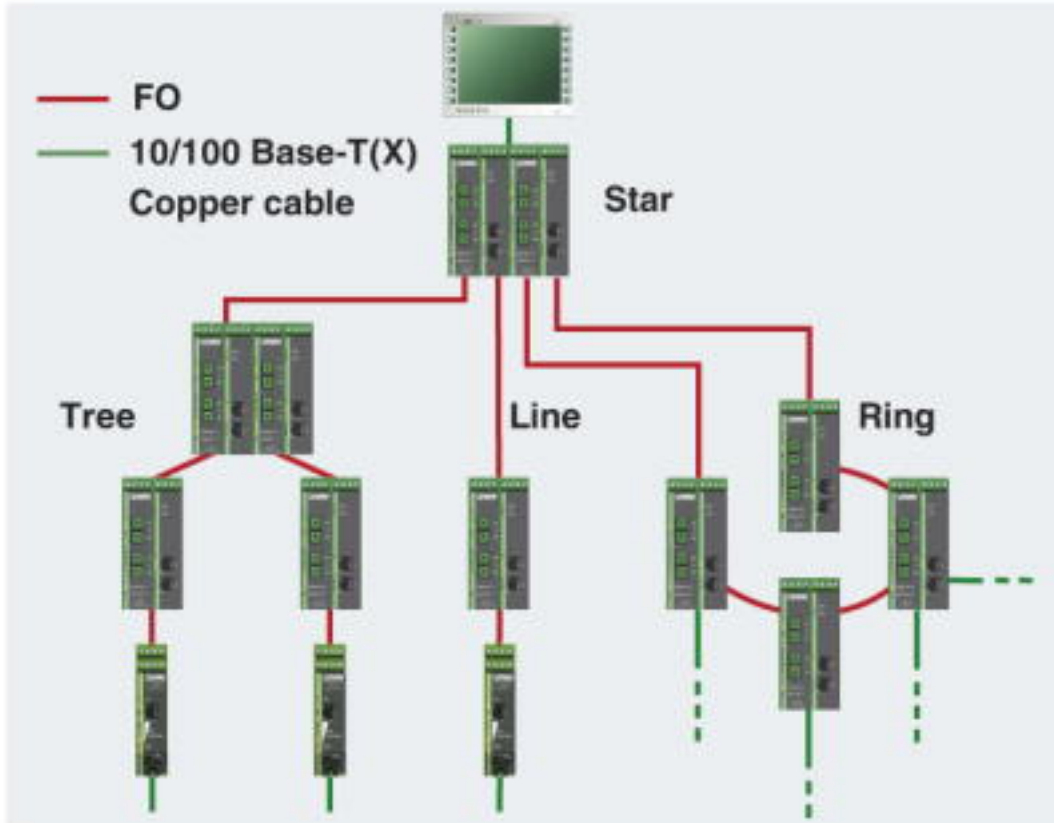 FO
10/100 Base-T(X)
Copper cable
Star
Tree
Line
Ring